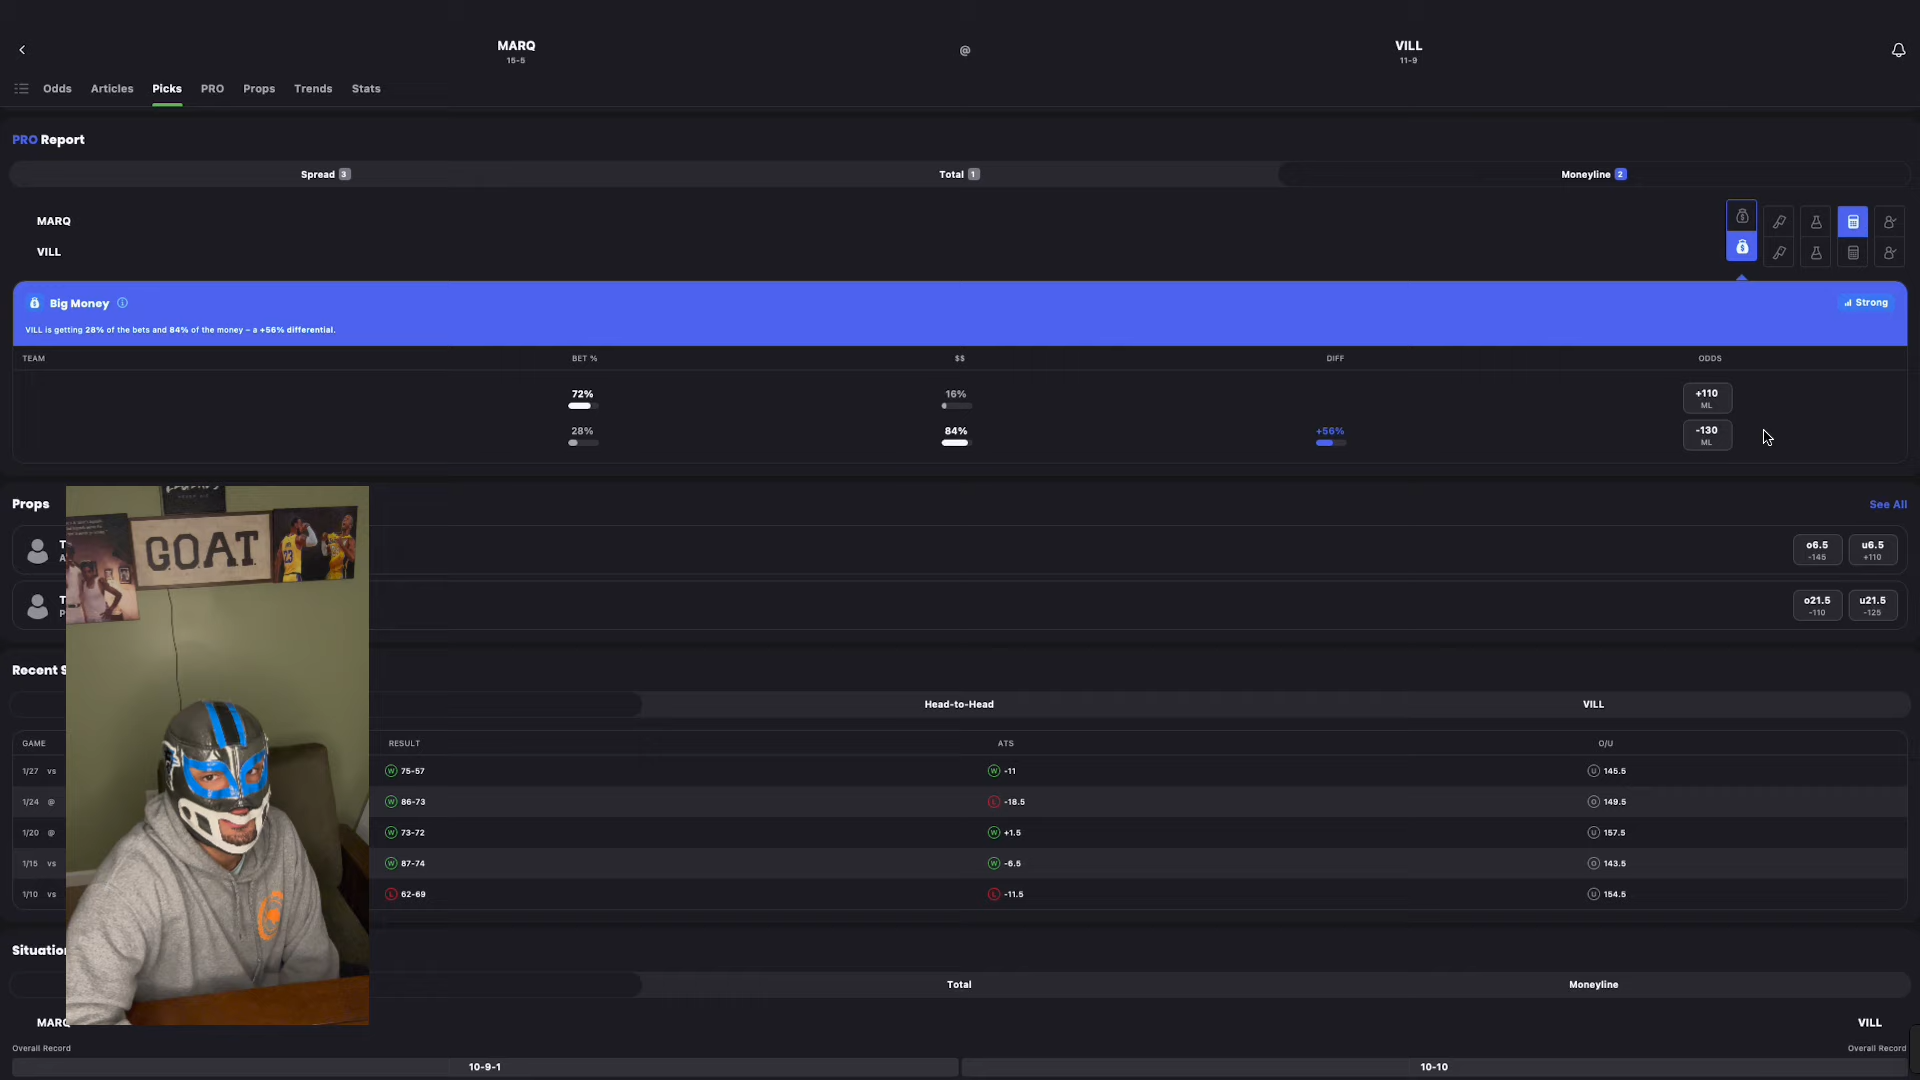 MARQ
15-5
@
VILL
11-9
Odds Articles Picks PRO Props Trends Stats
PRO Report
Spread 3 Total 1 Moneyline 2
MARQ
VILL
Big Money
Strong
VILL is getting 28% of the bets and 84% of the money – a +56% differential.
TEAM BET % $$ DIFF ODDS
72% 16% +110
ML
28% 84% +56% -130
ML
Props See All
o6.5 u6.5
-145 +110
o21.5 u21.5
-110 -125
G.O.A.T.
23
Recent S
Head-to-Head VILL
GAME RESULT ATS O/U
1/27 vs W 75-57 W -11 U 145.5
1/24 @ W 86-73 L -18.5 O 149.5
1/20 @ W 73-72 W +1.5 U 157.5
1/15 vs W 87-74 W -6.5 O 143.5
1/10 vs L 62-69 L -11.5 U 154.5
Situation
Total Moneyline
MARQ VILL
Overall Record Overall Record
10-9-1 10-10